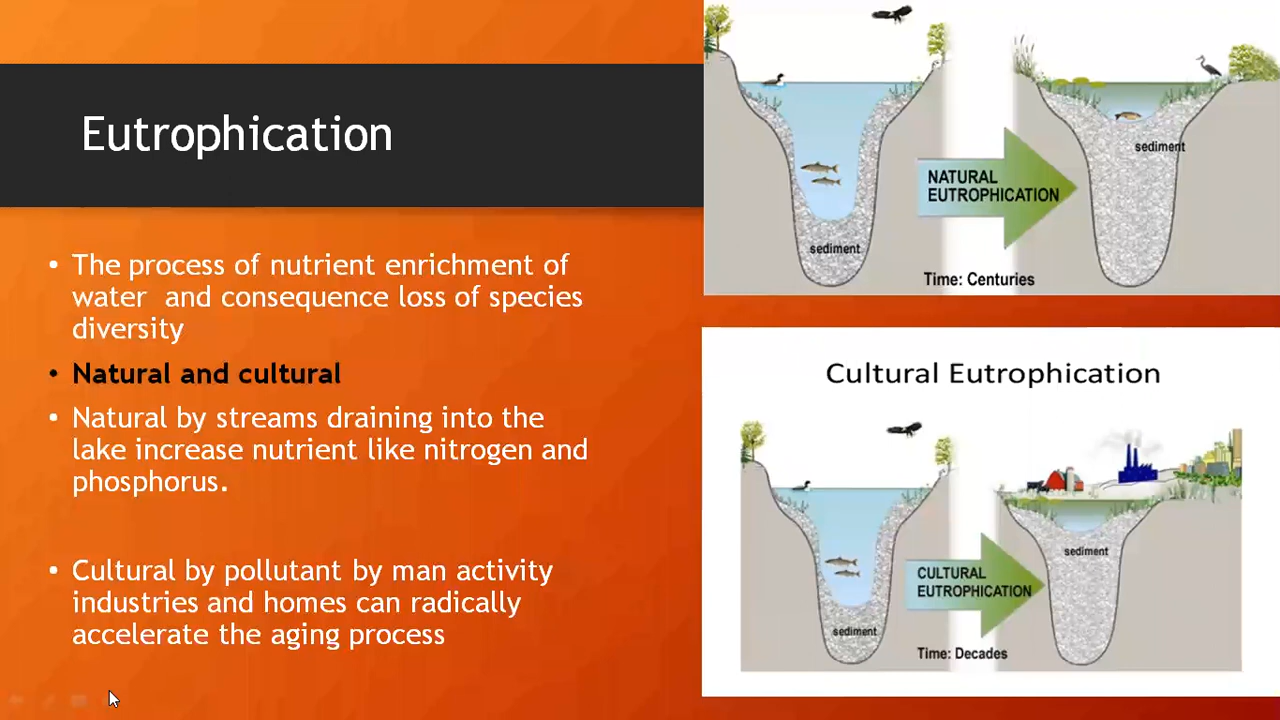 Eutrophication
• The process of nutrient enrichment of
water  and consequence loss of species
diversity
• Natural and cultural
• Natural by streams draining into the
lake increase nutrient like nitrogen and
phosphorus.
• Cultural by pollutant by man activity
industries and homes can radically
accelerate the aging process
sediment
NATURAL
EUTROPHICATION
sediment
Time: Centuries
Cultural Eutrophication
sediment
CULTURAL
EUTROPHICATION
sediment
Time: Decades